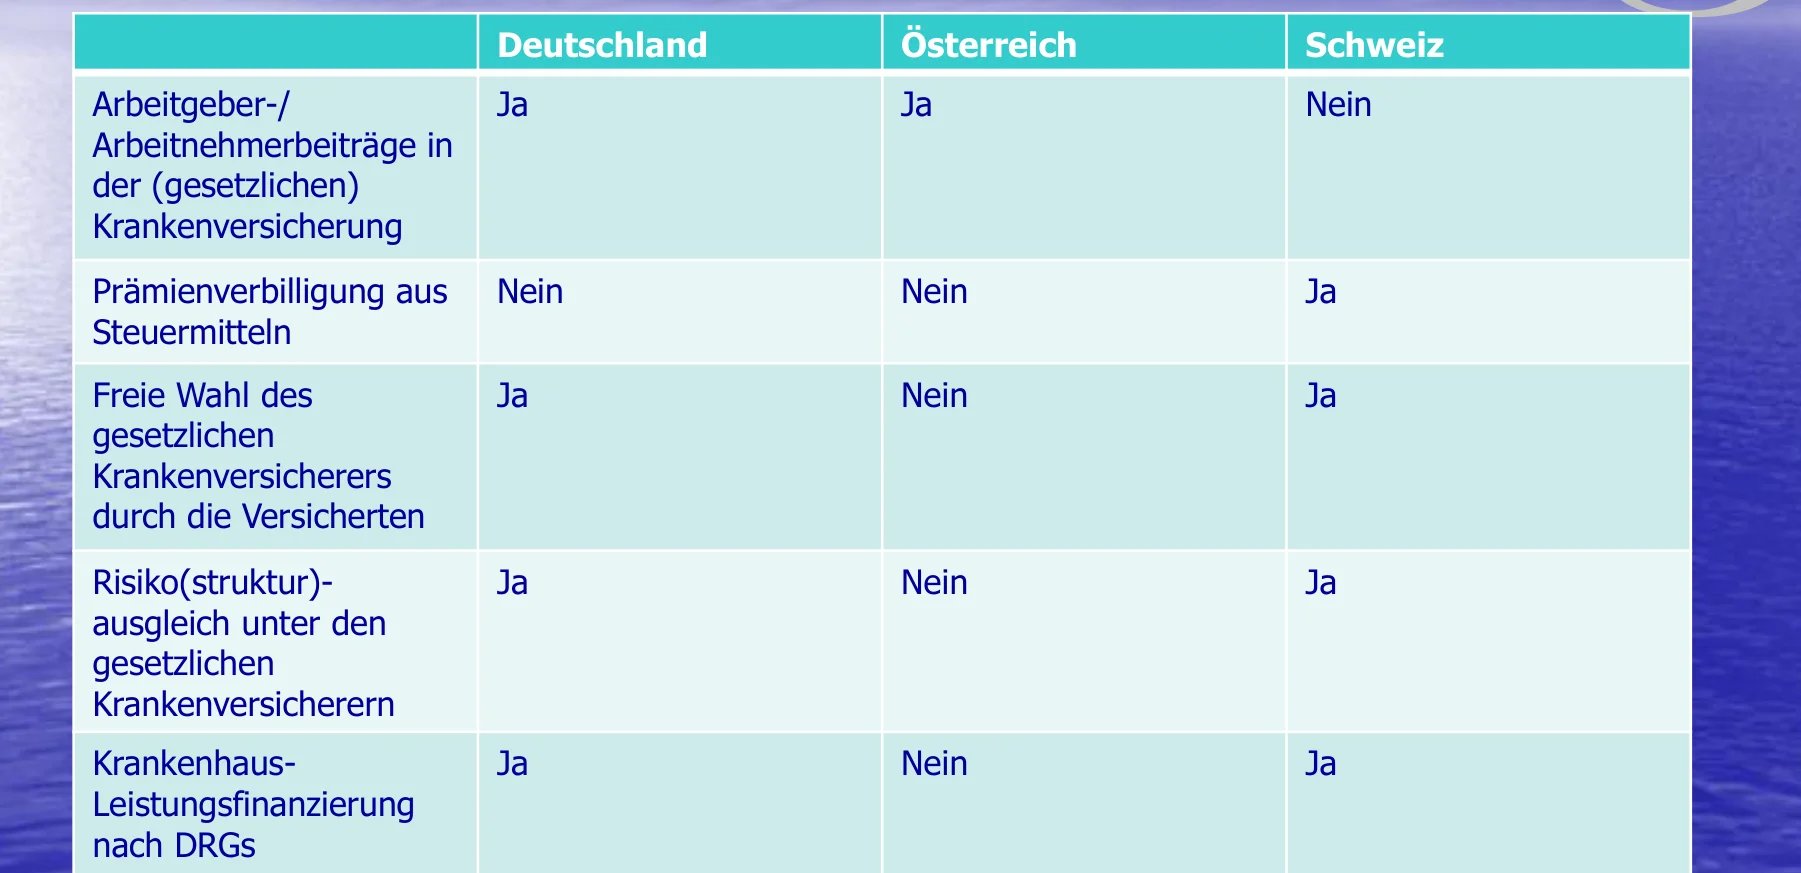 Deutschland Österreich Schweiz
Arbeitgeber-/ Ja Ja Nein
Arbeitnehmerbeiträge in
der (gesetzlichen)
Krankenversicherung
Prämienverbilligung aus Nein Nein Ja
Steuermitteln
Freie Wahl des Ja Nein Ja
gesetzlichen
Krankenversicherers
durch die Versicherten
Risiko(struktur)- Ja Nein Ja
ausgleich unter den
gesetzlichen
Krankenversicherern
Krankenhaus- Ja Nein Ja
Leistungsfinanzierung
nach DRGs